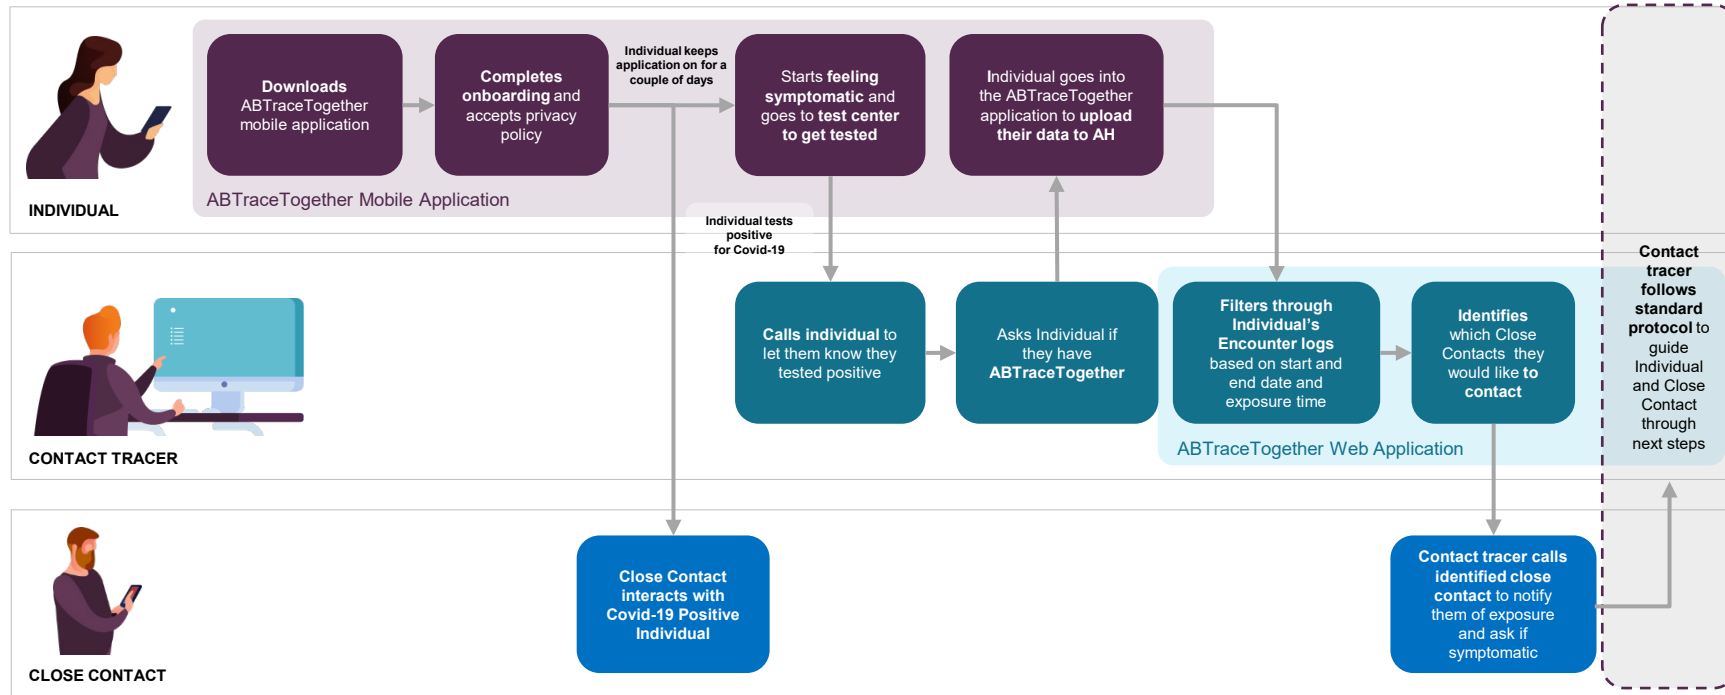 Downloads
ABTraceTogether
mobile application
Completes
onboarding and
accepts privacy
policy
Individual keeps
application on for a
couple of days
Starts feeling
symptomatic and
goes to test center
to get tested
Individual goes into
the ABTraceTogether
application to upload
their data to AH
ABTraceTogether Mobile Application
INDIVIDUAL
Individual tests
positive
for Covid-19
Calls individual to
let them know they
tested positive
Asks Individual if
they have
ABTraceTogether
Filters through
Individual's
Encounter logs
based on start and
end date and
exposure time
Identifies
which Close
Contacts they
would like to
contact
ABTraceTogether Web Application
CONTACT TRACER
Contact
tracer
follows
standard
protocol to
guide
Individual
and Close
Contact
through
next steps
Close Contact
interacts with
Covid-19 Positive
Individual
Contact tracer calls
identified close
contact to notify
them of exposure
and ask if
symptomatic
CLOSE CONTACT